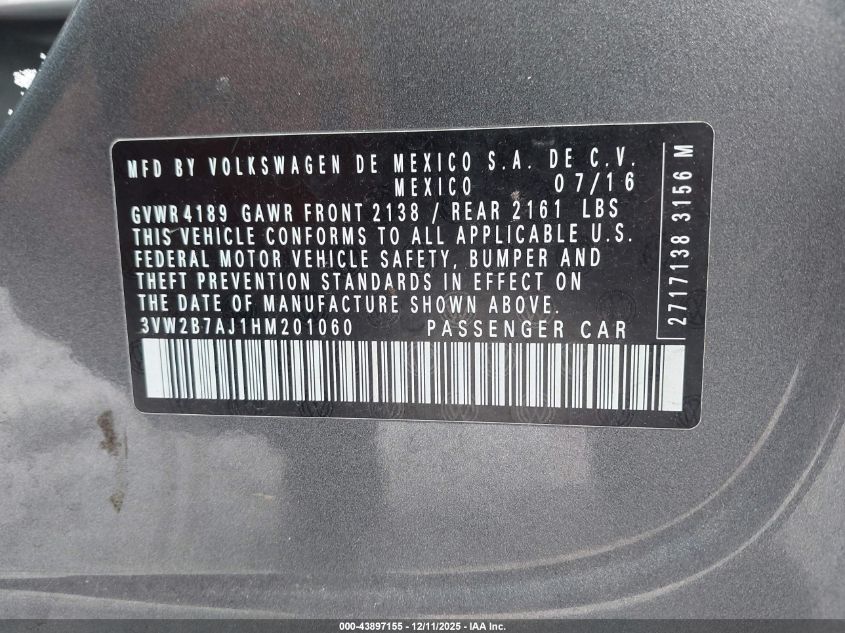 MFD BY VOLKSWAGEN DE MEXICO S.A. DE C.V.
MEXICO 07/16
GVWR 4189 GAWR FRONT 2138 / REAR 2161 LBS
THIS VEHICLE CONFORMS TO ALL APPLICABLE U.S.
FEDERAL MOTOR VEHICLE SAFETY, BUMPER AND
THEFT PREVENTION STANDARDS IN EFFECT ON
THE DATE OF MANUFACTURE SHOWN ABOVE.
3VW2B7AJ1HM201060 PASSENGER CAR
2717138 3156 M
000-43897155 - 12/11/2025 - IAA Inc.